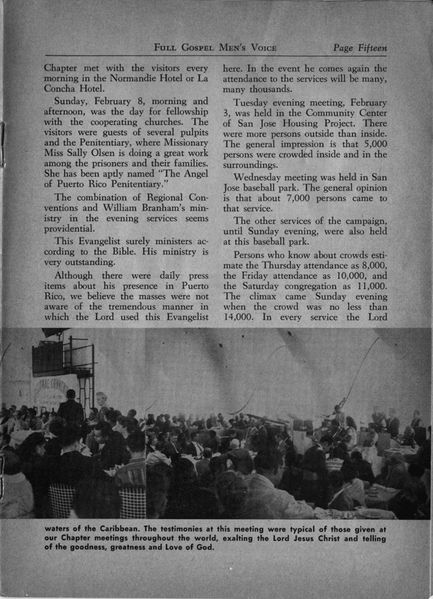 FULL GOSPEL MEN'S VOICE
Page Fifteen
Chapter met with the visitors every
morning in the Normandie Hotel or La
Concha Hotel.
Sunday, February 8, morning and
afternoon, was the day for fellowship
with the cooperating churches. The
visitors were guests of several pulpits
and the Penitentiary, where Missionary
Miss Sally Olsen is doing a great work
among the prisoners and their families.
She has been aptly named "The Angel
of Puerto Rico Penitentiary."
The combination of Regional Con-
ventions and William Branham's min-
istry in the evening services seems
providential.
This Evangelist surely ministers ac-
cording to the Bible. His ministry is
very outstanding.
Although there were daily press
items about his presence in Puerto
Rico, we believe the masses were not
aware of the tremendous manner in
which the Lord used this Evangelist
here. In the event he comes again the
attendance to the services will be many,
many thousands.
Tuesday evening meeting, February
3, was held in the Community Center
of San Jose Housing Project. There
were more persons outside than inside.
The general impression is that 5,000
persons were crowded inside and in the
surroundings.
Wednesday meeting was held in San
Jose baseball park. The general opinion
is that about 7,000 persons came to
that service.
The other services of the campaign,
until Sunday evening, were also held
at this baseball park.
Persons who know about crowds esti-
mate the Thursday attendance as 8,000,
the Friday attendance as 10,000, and
the Saturday congregation as 11,000.
The climax came Sunday evening
when the crowd was no less than
14,000. In every service the Lord
waters of the Caribbean. The testimonies at this meeting were typical of those given at
our Chapter meetings throughout the world, exalting the Lord Jesus Christ and telling
of the goodness, greatness and Love of God.